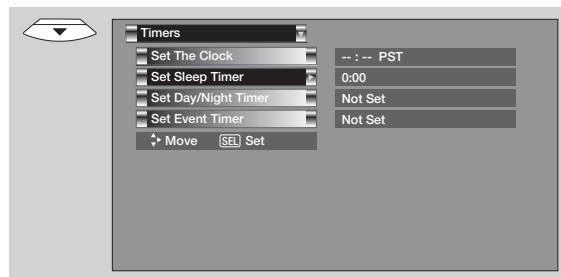 Timers
Set The Clock -- : -- PST
Set Sleep Timer 0:00
Set Day/Night Timer Not Set
Set Event Timer Not Set
Move SEL Set